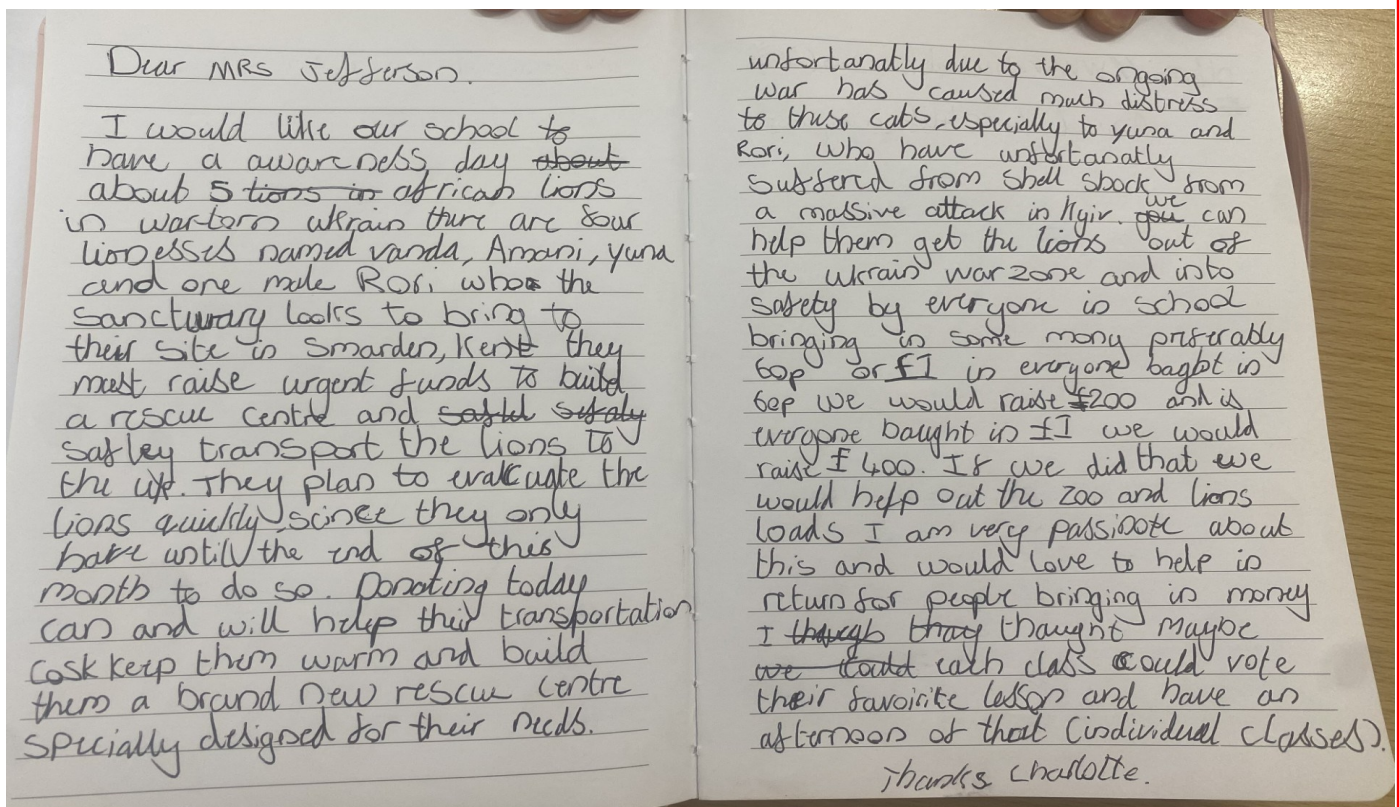 Dear MRS Jefferson.
I would like our school to
have a awareness day about
about 5 lions in african lions
in wartorn ukrain there are four
lionesses named vanda, Amani, yuna
and one male Rori who the
sanctuary looks to bring to
their site in Smarden, Kent they
must raise urgent funds to build
a rescue centre and
safley transport the lions to
the uk. They plan to evalcuate the
lions quickly since they only
have until the end of this
month to do so. Donating today
can and will help their transportation
cosk keep them warm and build
them a brand new rescue centre
specially designed for their needs.
unfortanatly due to the ongoing
war has caused much distress
to these cats, especially to yuna and
Rori, who have unfortanatly
suffered from shell shock from
a massive attack in Kyiv. you we can
help them get the lions out of
the ukrain warzone and into
safety by everyone in school
bringing in some mony preferably
60p or £1 in everyone baght in
60p we would raise £200 and is
everyone baught in £1 we would
raise £400. If we did that we
would help out the zoo and lions
loads I am very passinate about
this and would love to help in
return for people bringing in money
I though thay thaught maybe
we could each class could vote
their favoirite lesson and have an
afternoon of that (individual classes).
Thanks Charlotte.